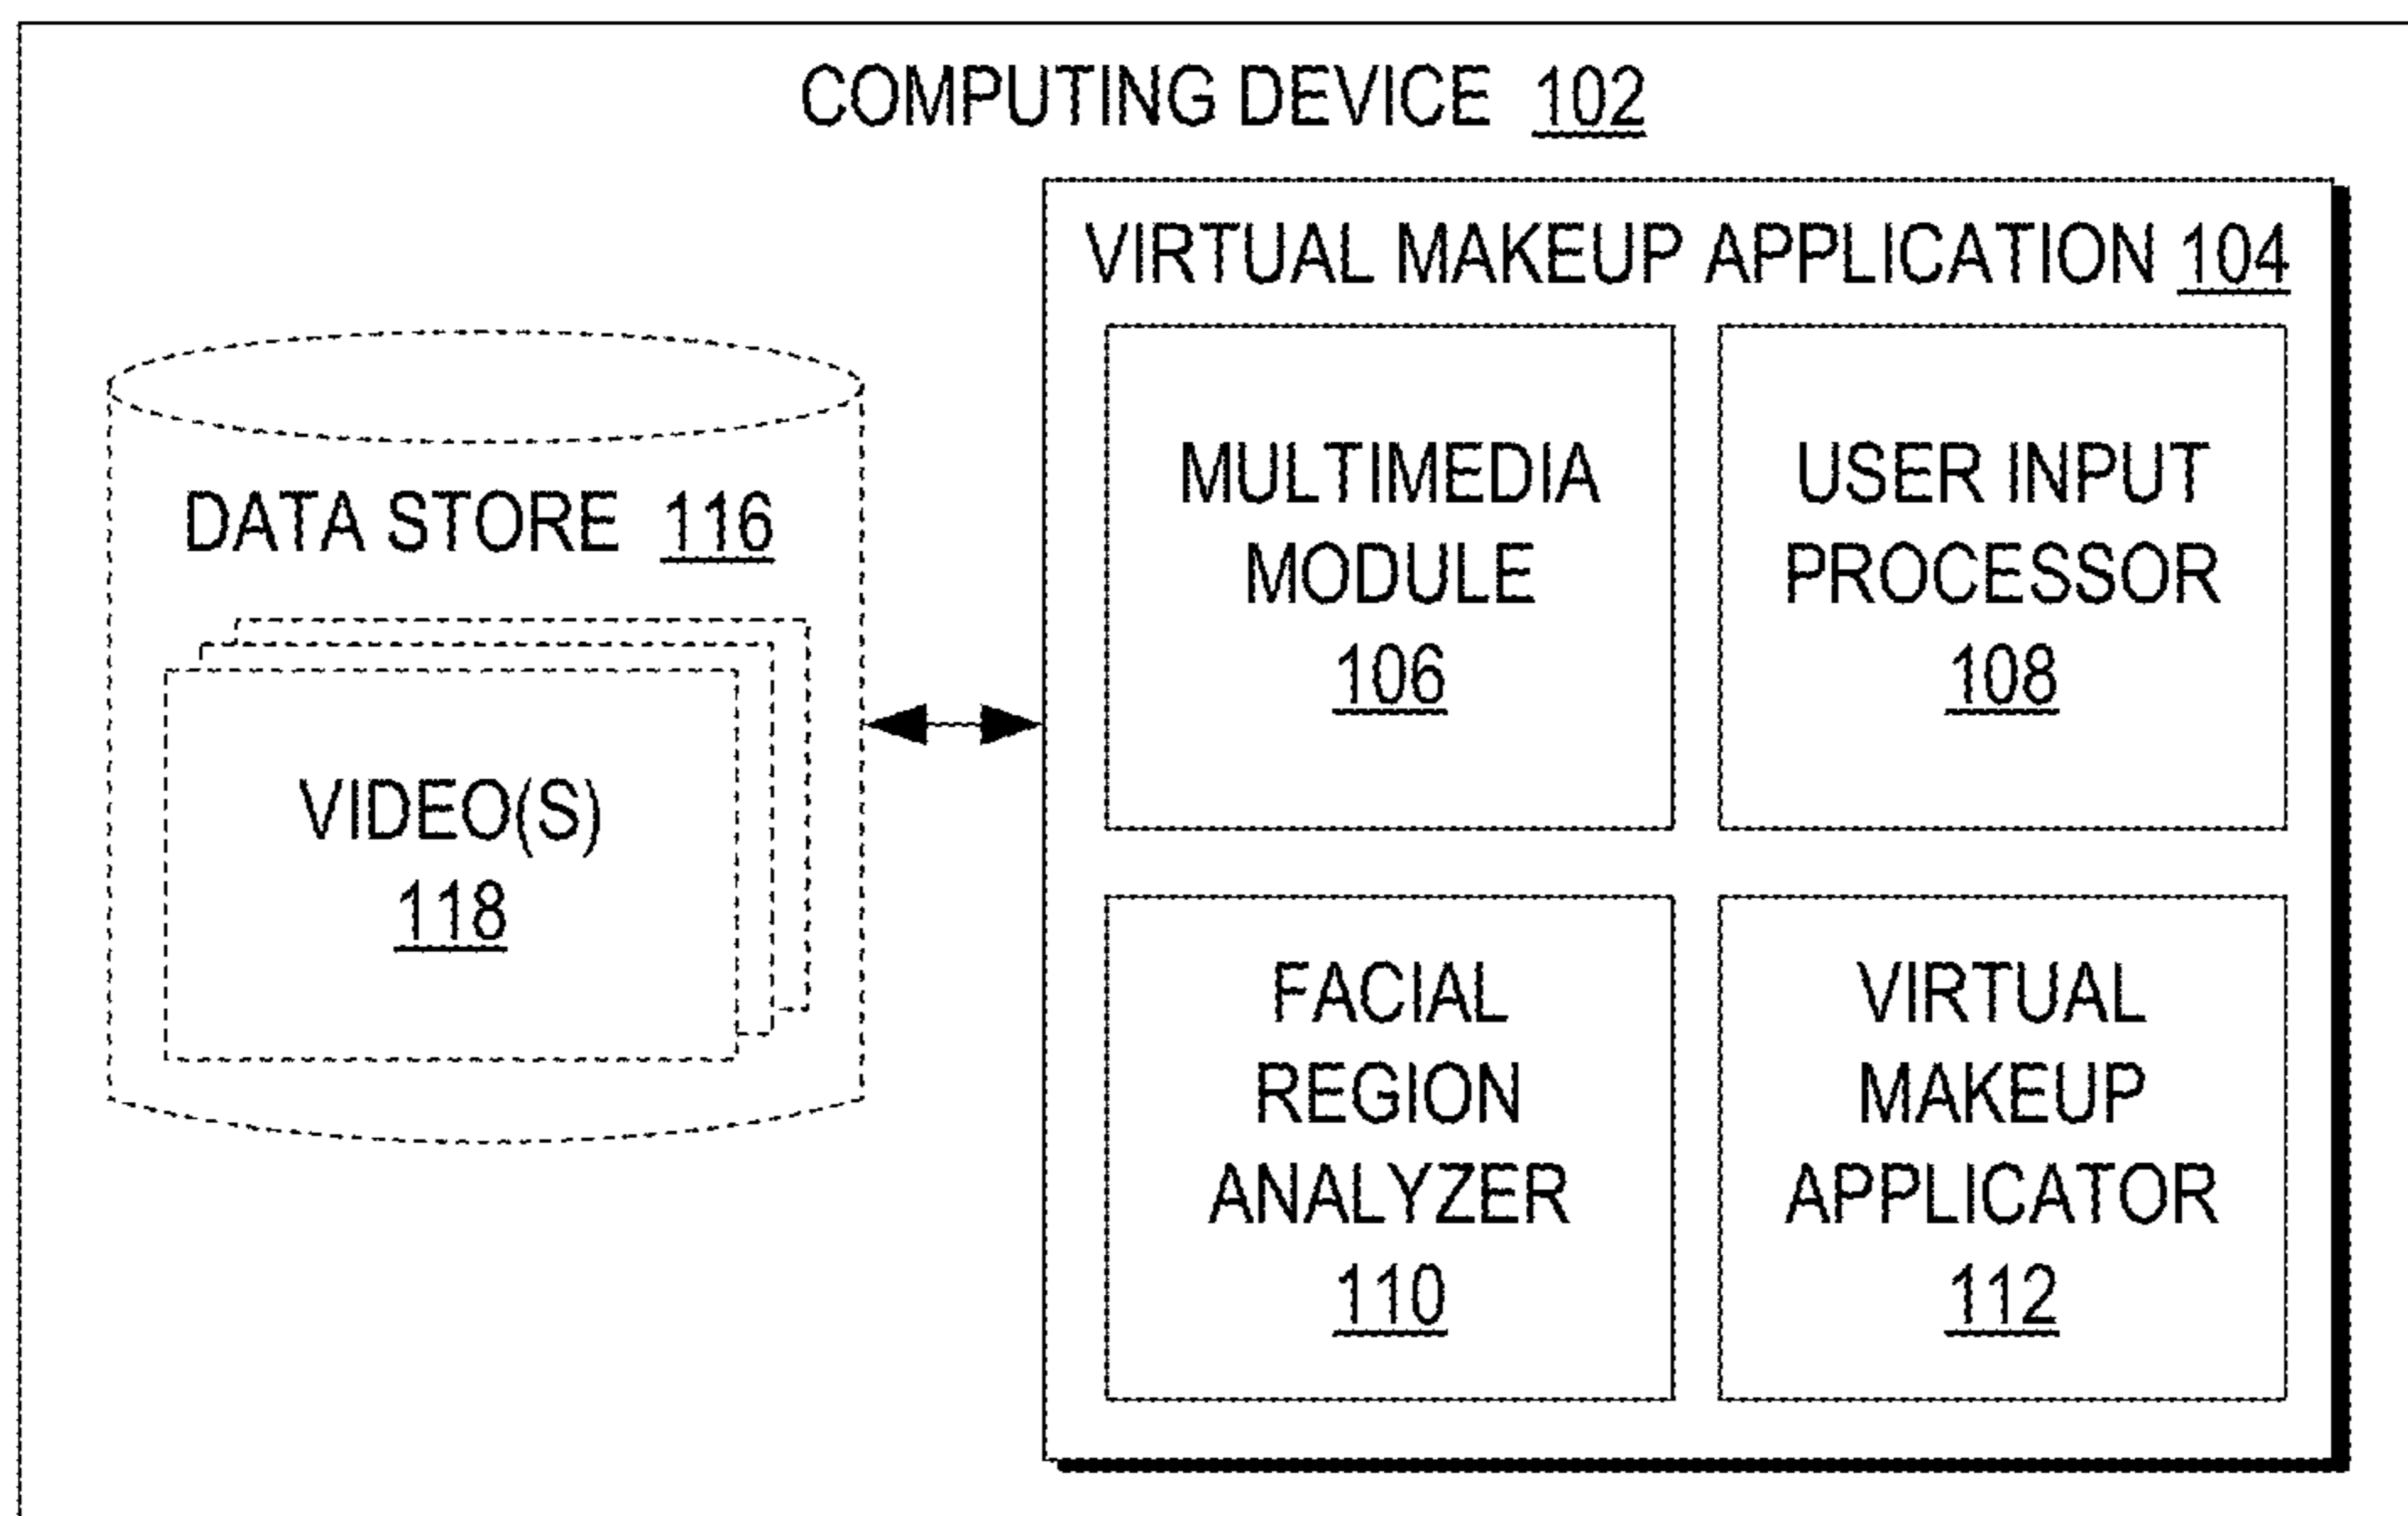 COMPUTING DEVICE 102
VIRTUAL MAKEUP APPLICATION 104
DATA STORE 116
VIDEO(S)
118
MULTIMEDIA
MODULE
106
USER INPUT
PROCESSOR
108
FACIAL
REGION
ANALYZER
110
VIRTUAL
MAKEUP
APPLICATOR
112